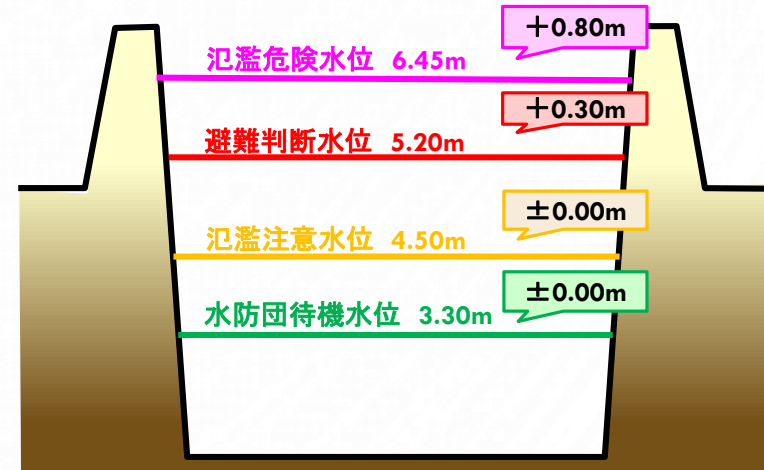 +0.80m
氾濫危険水位 6.45m
+0.30m
避難判断水位 5.20m
±0.00m
氾濫注意水位 4.50m
±0.00m
水防団待機水位 3.30m